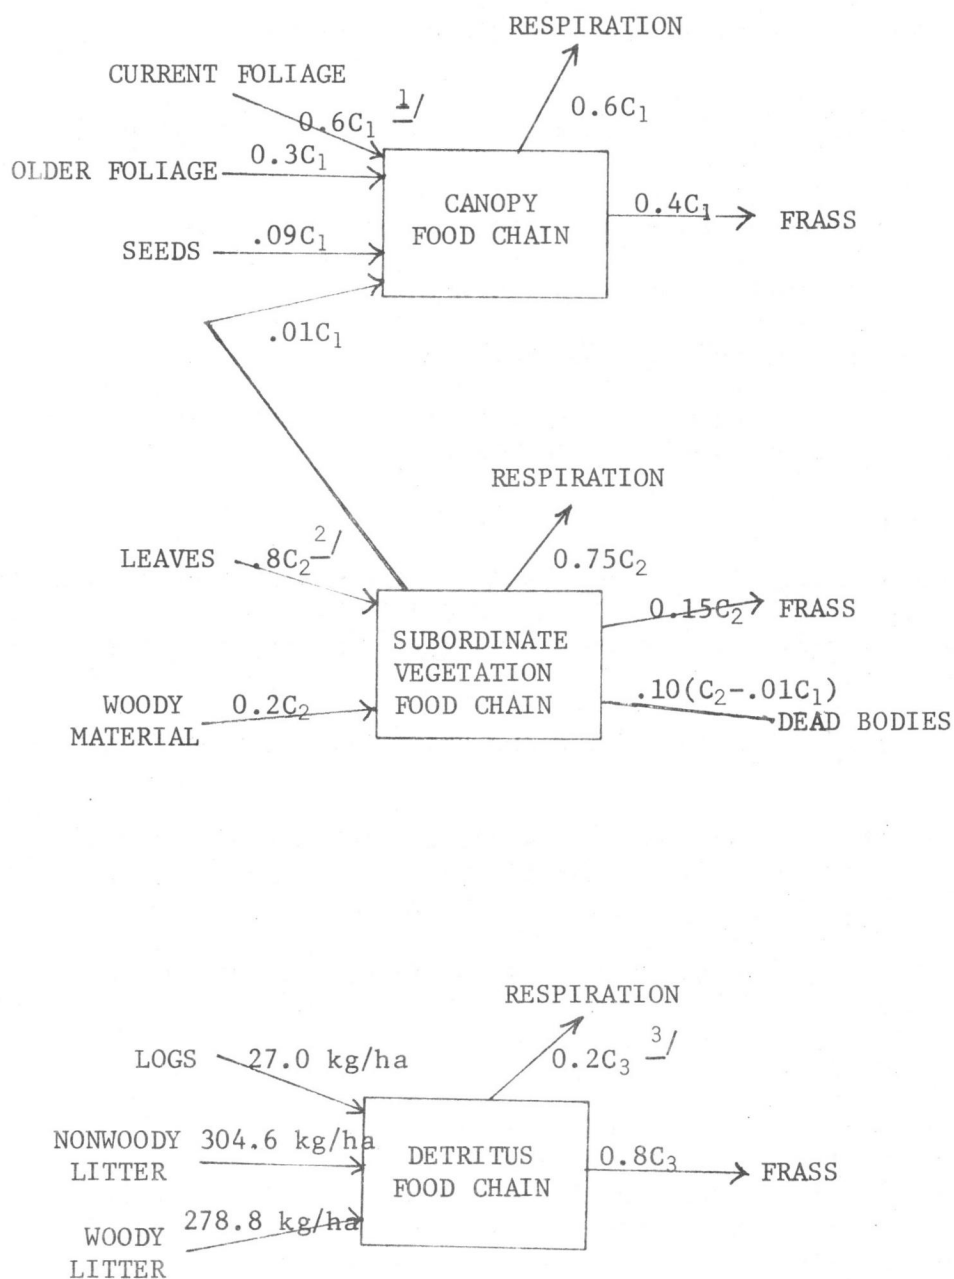 RESPIRATION
CURRENT FOLIAGE
0.6C₁ 1/
0.6C₁
OLDER FOLIAGE
0.3C₁
CANOPY
FOOD CHAIN
0.4C₁
FRASS
SEEDS
.09C₁
.01C₁
RESPIRATION
LEAVES
.8C₂ 2/
0.75C₂
SUBORDINATE
VEGETATION
FOOD CHAIN
0.15C₂
FRASS
WOODY
MATERIAL
0.2C₂
.10(C₂-.01C₁)
DEAD BODIES
RESPIRATION
LOGS
27.0 kg/ha
0.2C₃ 3/
NONWOODY
LITTER
304.6 kg/ha
DETRITUS
FOOD CHAIN
0.8C₃
FRASS
WOODY
LITTER
278.8 kg/ha